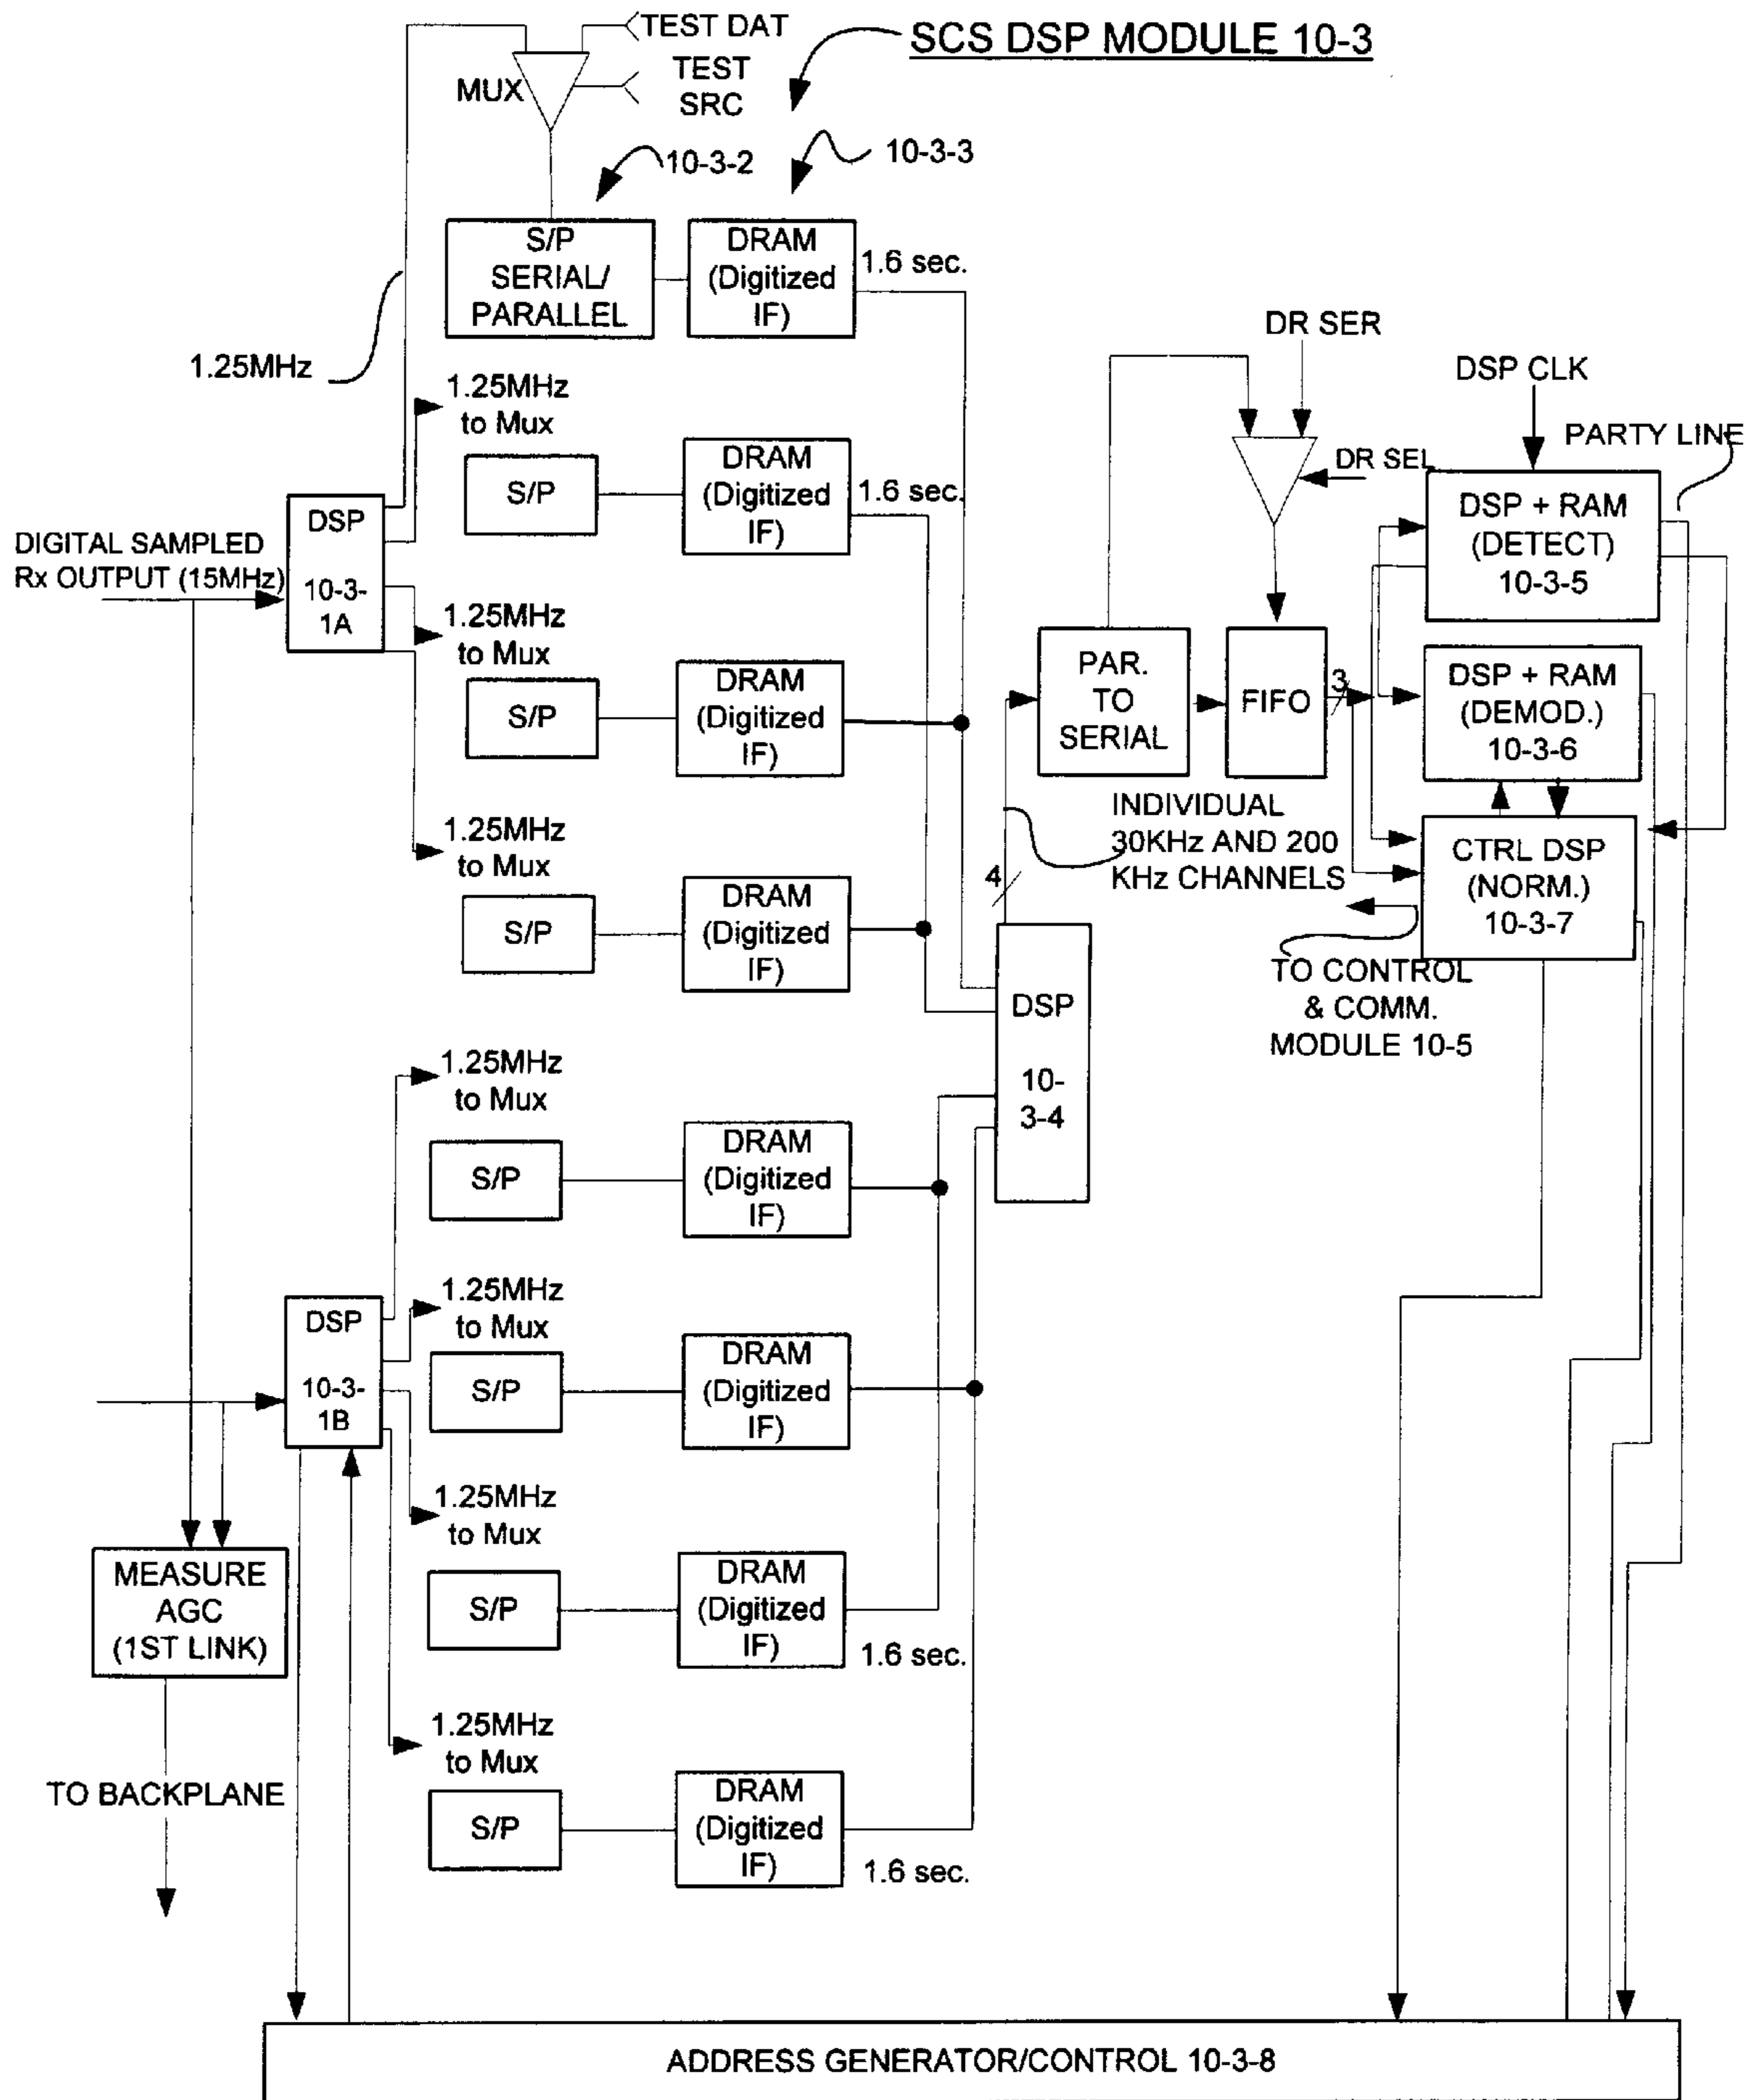 TEST DAT
SCS DSP MODULE 10-3
MUX
TEST
SRC
10-3-2
10-3-3
S/P
SERIAL/
PARALLEL
DRAM
(Digitized
IF)
1.6 sec.
1.25MHz
1.25MHz
to Mux
S/P
DRAM
(Digitized
IF)
1.6 sec.
DSP
10-3-
1A
DIGITAL SAMPLED
Rx OUTPUT (15MHz)
1.25MHz
to Mux
S/P
DRAM
(Digitized
IF)
1.25MHz
to Mux
S/P
DRAM
(Digitized
IF)
DR SER
DSP CLK
PARTY LINE
DR SEL
DSP + RAM
(DETECT)
10-3-5
PAR.
TO
SERIAL
FIFO
3
DSP + RAM
(DEMOD.)
10-3-6
INDIVIDUAL
30KHz AND 200
KHz CHANNELS
4
CTRL DSP
(NORM.)
10-3-7
TO CONTROL
& COMM.
MODULE 10-5
DSP
10-
3-4
1.25MHz
to Mux
S/P
DRAM
(Digitized
IF)
DSP
10-3-
1B
1.25MHz
to Mux
S/P
DRAM
(Digitized
IF)
1.25MHz
to Mux
S/P
DRAM
(Digitized
IF)
1.6 sec.
MEASURE
AGC
(1ST LINK)
1.25MHz
to Mux
S/P
DRAM
(Digitized
IF)
1.6 sec.
TO BACKPLANE
ADDRESS GENERATOR/CONTROL 10-3-8